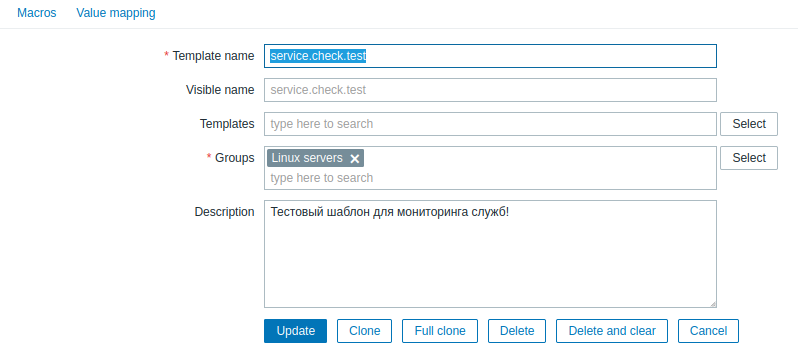 Macros Value mapping
* Template name service.check.test
Visible name service.check.test
Templates type here to search Select
* Groups Linux servers ✕ Select
type here to search
Description Тестовый шаблон для мониторинга служб!
Update Clone Full clone Delete Delete and clear Cancel